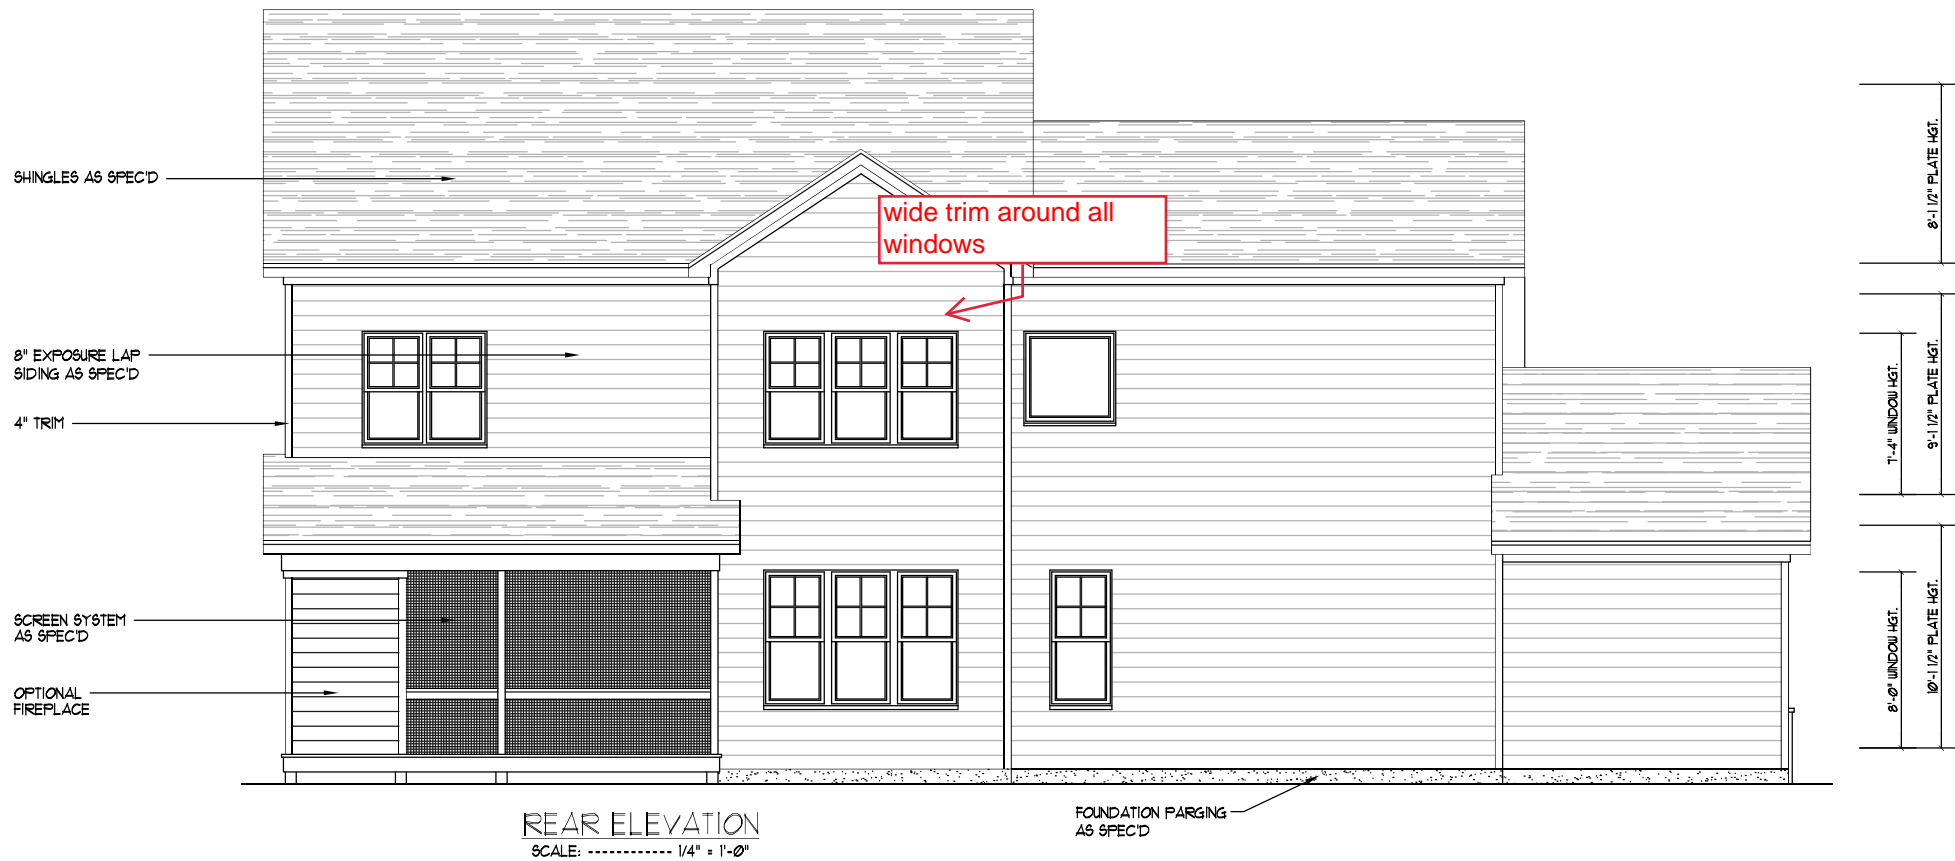 wide trim around all
windows
SHINGLES AS SPEC'D
8" EXPOSURE LAP
SIDING AS SPEC'D
4" TRIM
SCREEN SYSTEM
AS SPEC'D
OPTIONAL
FIREPLACE
8'-1 1/2" PLATE HGT.
7'-4" WINDOW HGT.
9'-1 1/2" PLATE HGT.
8'-0" WINDOW HGT.
10'-1 1/2" PLATE HGT.
FOUNDATION PARGING
AS SPEC'D
REAR ELEVATION
SCALE: ------------ 1/4" = 1'-0"